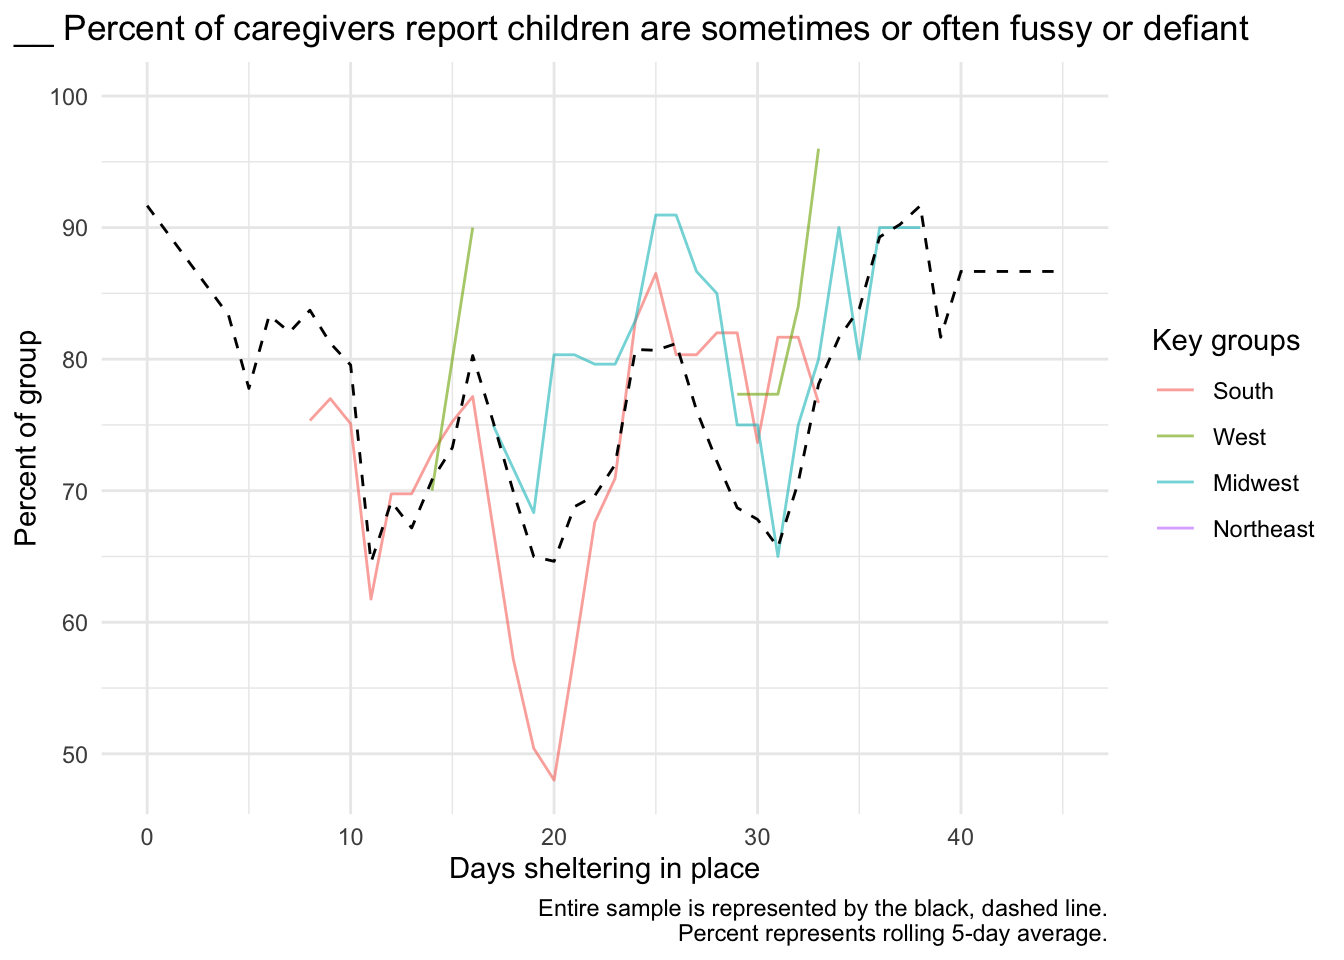 __ Percent of caregivers report children are sometimes or often fussy or defiant
100
90
80
70
60
50
Percent of group
0 10 20 30 40
Days sheltering in place
Key groups
South
West
Midwest
Northeast
Entire sample is represented by the black, dashed line.
Percent represents rolling 5-day average.